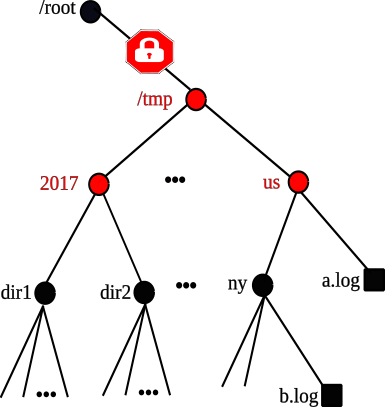 /root
/tmp
2017 ••• us
dir1 dir2 ••• ny a.log
••• ••• b.log